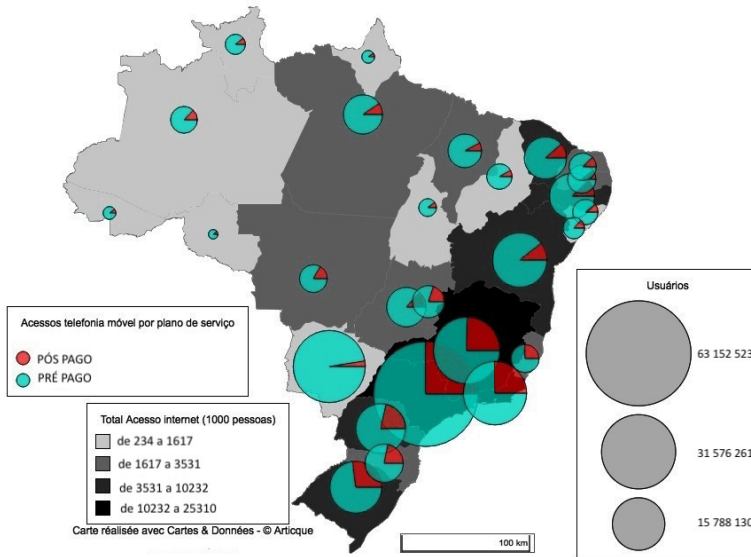 Acessos telefonia móvel por plano de serviço
PÓS PAGO
PRÉ PAGO
Total Acesso internet (1000 pessoas)
de 234 a 1617
de 1617 a 3531
de 3531 a 10232
de 10232 a 25310
Carte réalisée avec Cartes & Données - © Articque
100 km
Usuários
63 152 523
31 576 261
15 788 130